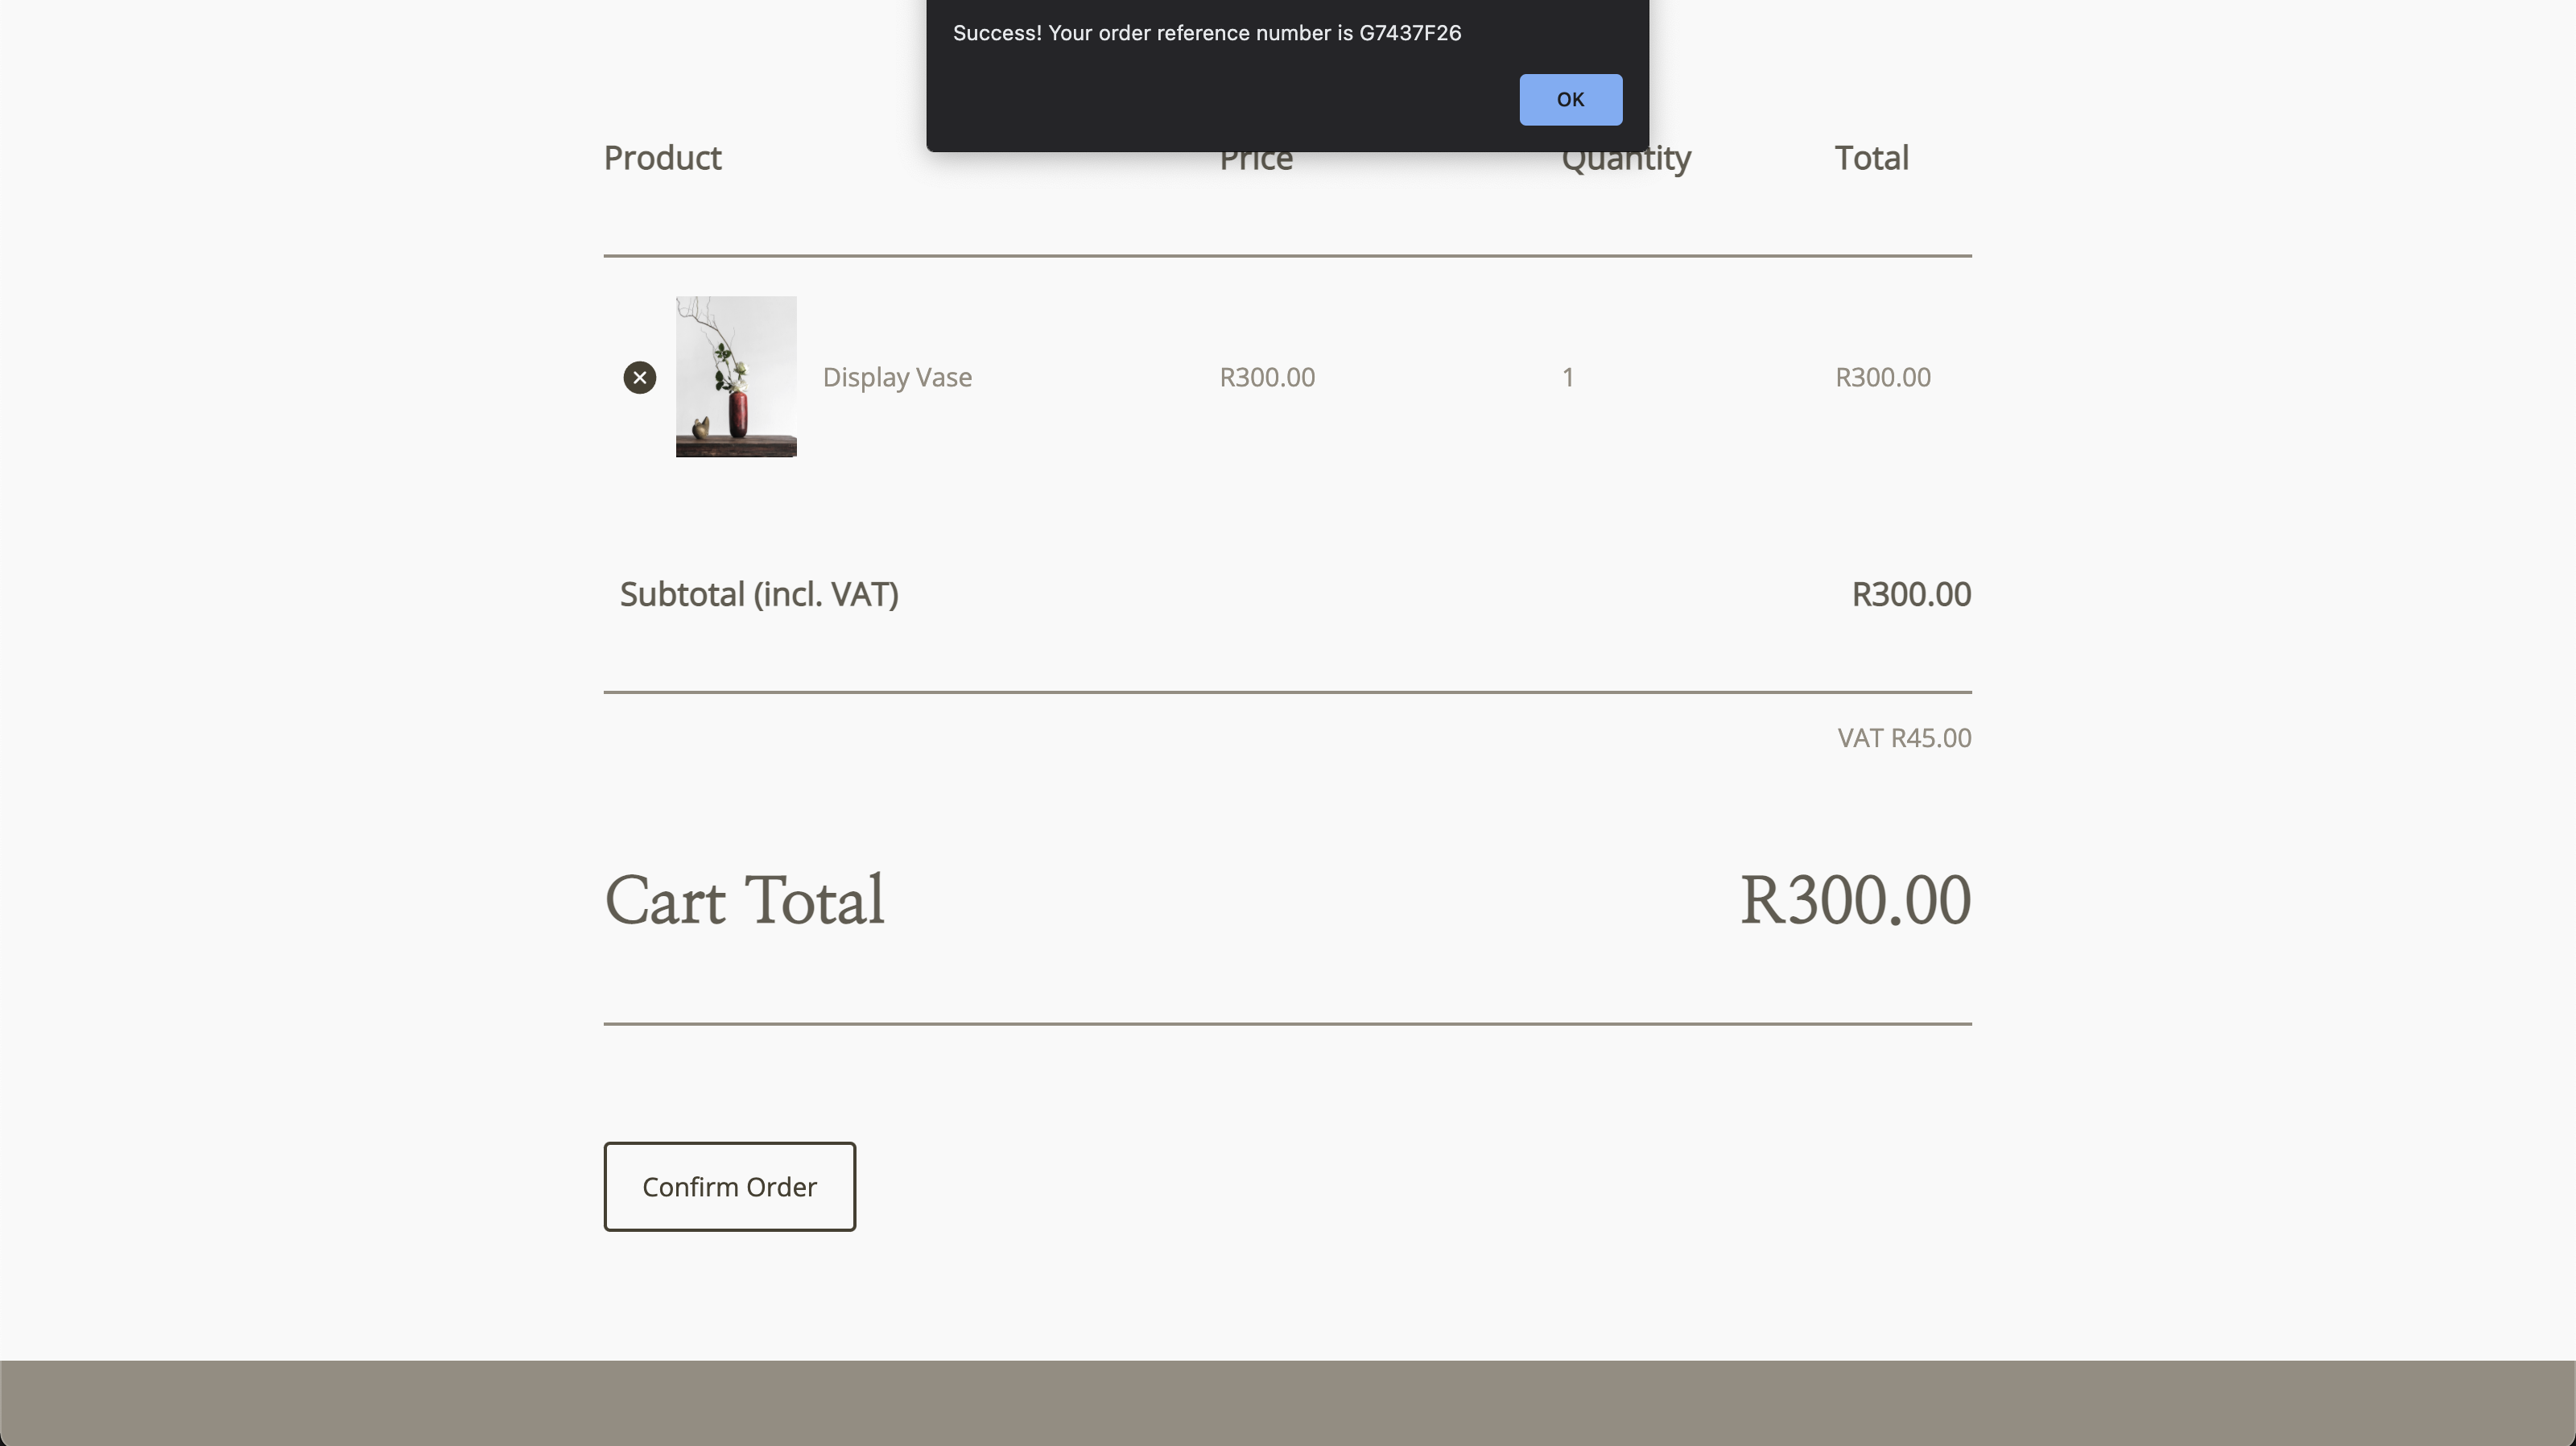 Success! Your order reference number is G7437F26
OK
Product Price Quantity Total
Display Vase R300.00 1 R300.00
Subtotal (incl. VAT) R300.00
VAT R45.00
Cart Total R300.00
Confirm Order